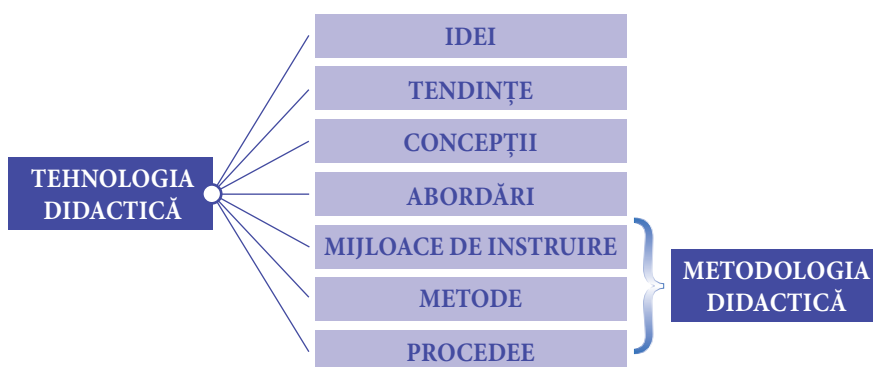 TEHNOLOGIA
DIDACTICĂ
IDEI
TENDINȚE
CONCEPȚII
ABORDĂRI
MIJLOACE DE INSTRUIRE
METODE
PROCEDEE
METODOLOGIA
DIDACTICĂ